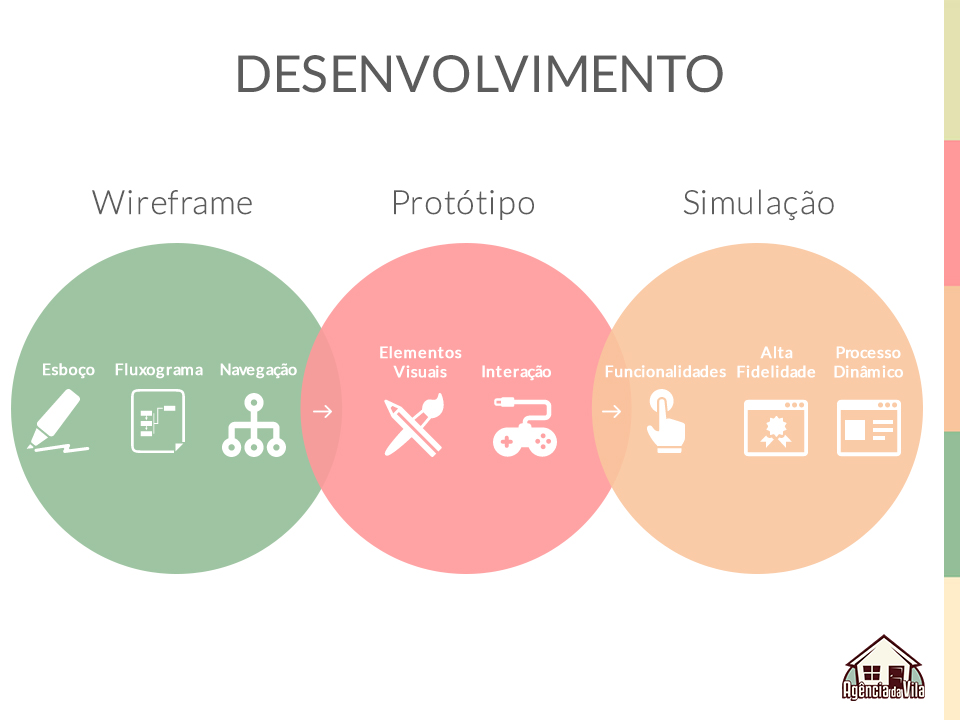 DESENVOLVIMENTO
Wireframe
Protótipo
Simulação
Esboço
Fluxograma
Navegação
Elementos
Visuais
Interação
Funcionalidades
Alta
Fidelidade
Processo
Dinâmico
→
→
Agência da Vila